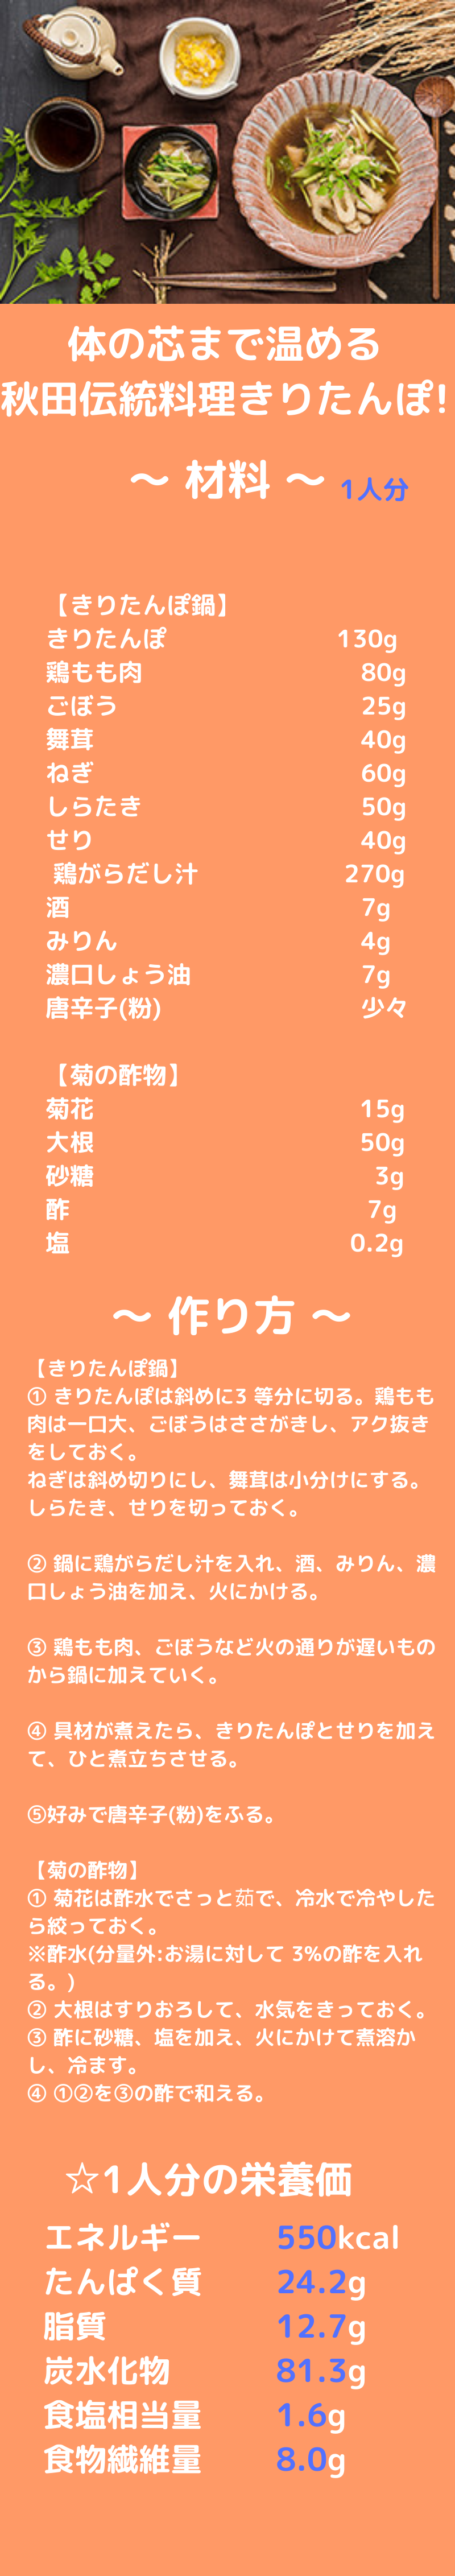 体の芯まで温める
秋田伝統料理きりたんぽ!
～ 材料 ～ 1人分
【きりたんぽ鍋】
きりたんぽ 130g
鶏もも肉 80g
ごぼう 25g
舞茸 40g
ねぎ 60g
しらたき 50g
せり 40g
鶏がらだし汁 270g
酒 7g
みりん 4g
濃口しょう油 7g
唐辛子(粉) 少々
【菊の酢物】
菊花 15g
大根 50g
砂糖 3g
酢 7g
塩 0.2g
～ 作り方 ～
【きりたんぽ鍋】
① きりたんぽは斜めに3 等分に切る。鶏もも
肉は一口大、ごぼうはささがきし、アク抜き
をしておく。
ねぎは斜め切りにし、舞茸は小分けにする。
しらたき、せりを切っておく。
② 鍋に鶏がらだし汁を入れ、酒、みりん、濃
口しょう油を加え、火にかける。
③ 鶏もも肉、ごぼうなど火の通りが遅いもの
から鍋に加えていく。
④ 具材が煮えたら、きりたんぽとせりを加え
て、ひと煮立ちさせる。
⑤好みで唐辛子(粉)をふる。
【菊の酢物】
① 菊花は酢水でさっと茹で、冷水で冷やした
ら絞っておく。
※酢水(分量外:お湯に対して 3%の酢を入れ
る。)
② 大根はすりおろして、水気をきっておく。
③ 酢に砂糖、塩を加え、火にかけて煮溶か
し、冷ます。
④ ①②を③の酢で和える。
☆1人分の栄養価
エネルギー 550kcal
たんぱく質 24.2g
脂質 12.7g
炭水化物 81.3g
食塩相当量 1.6g
食物繊維量 8.0g